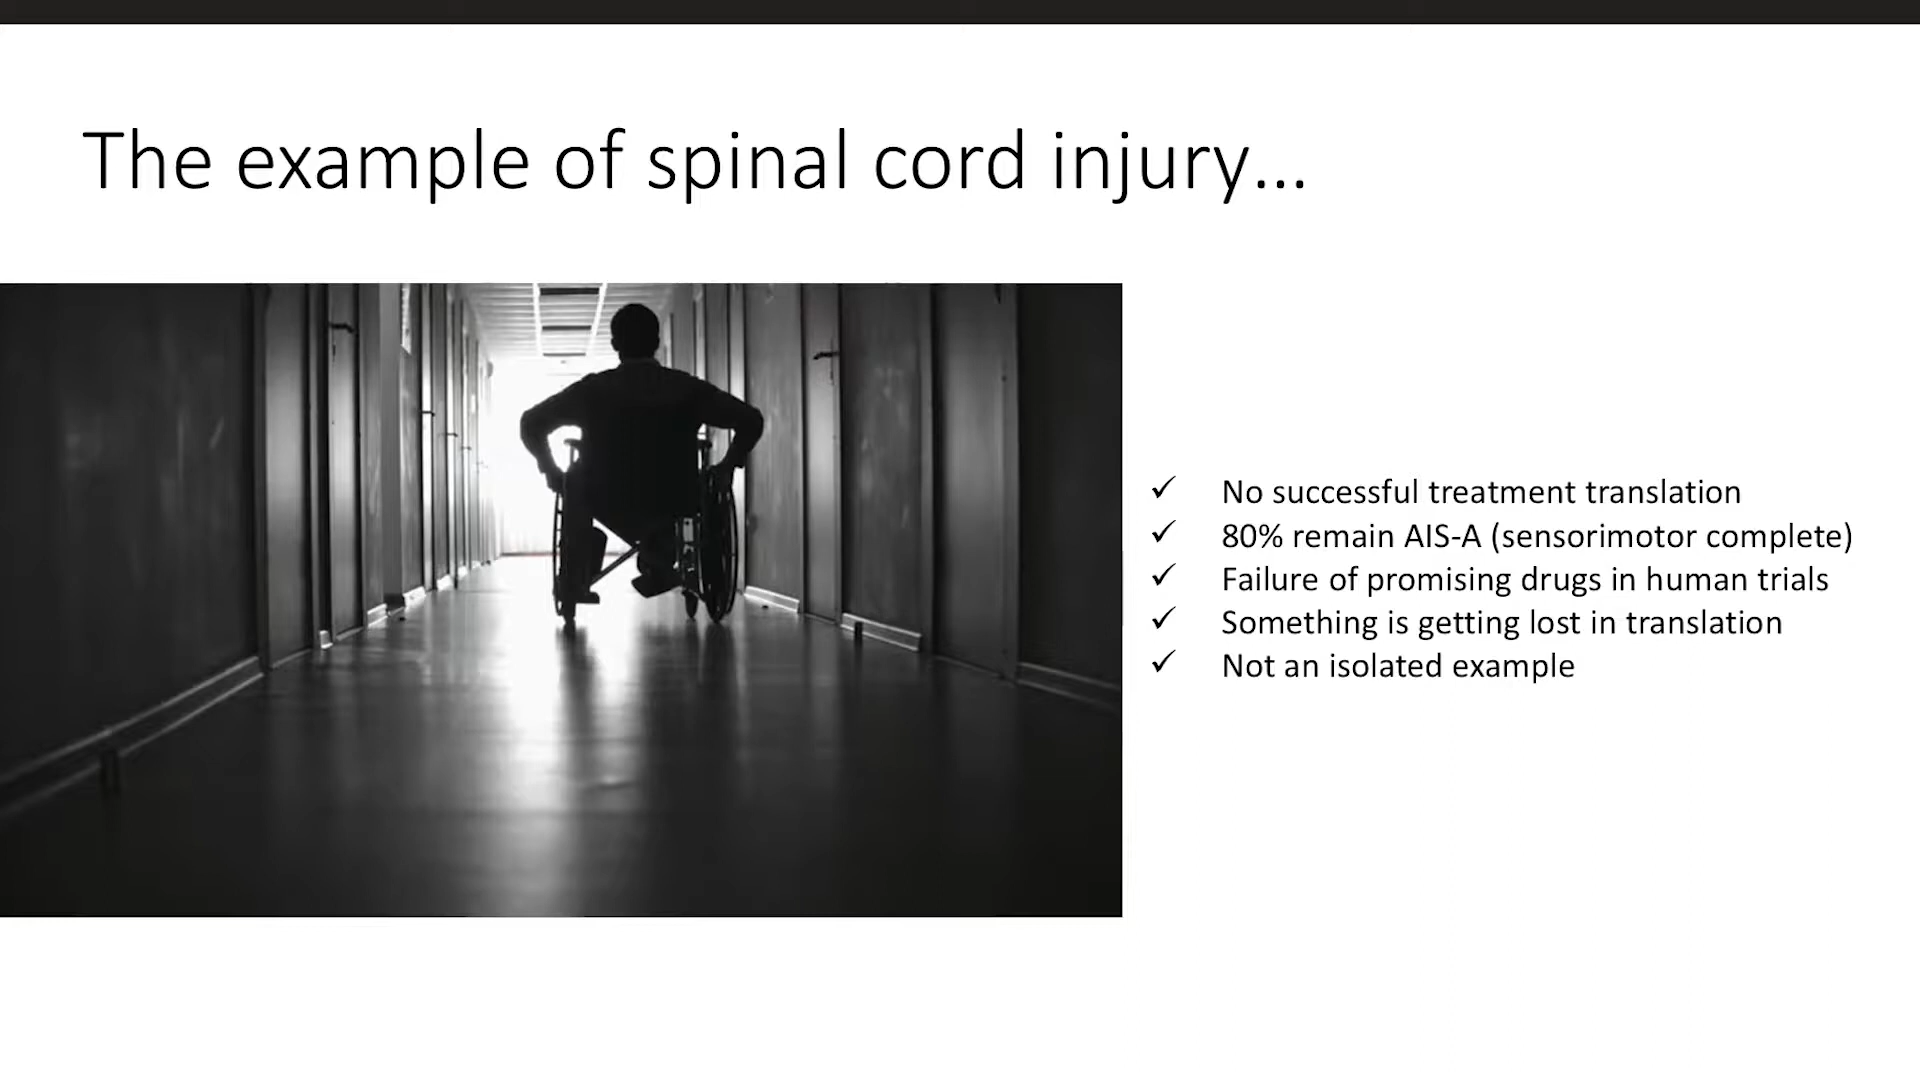 The example of spinal cord injury...
No successful treatment translation
80% remain AIS-A (sensorimotor complete)
Failure of promising drugs in human trials
Something is getting lost in translation
Not an isolated example